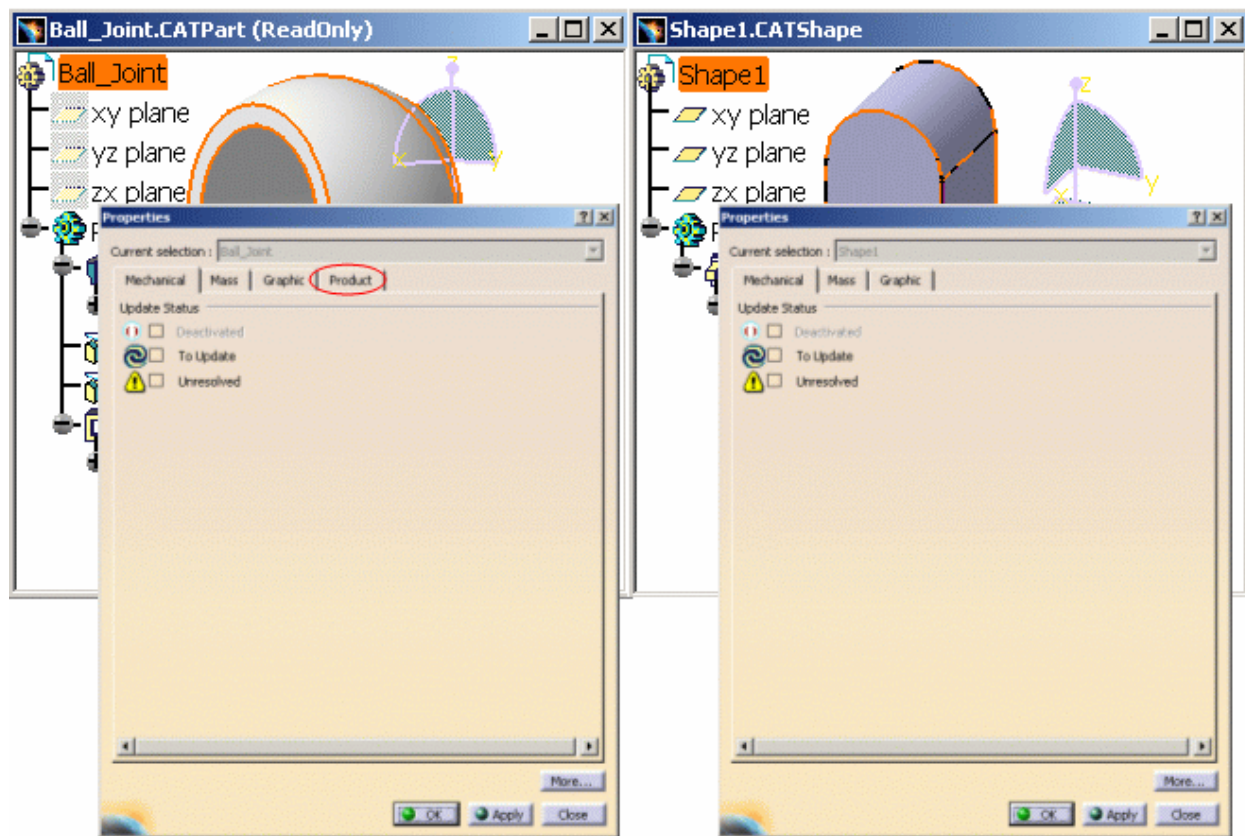 Ball_Joint.CATPart (ReadOnly)
Ball_Joint
xy plane
yz plane
zx plane
z
x
y
Properties
Current selection : Ball_Joint
Mechanical Mass Graphic Product
Update Status
Deactivated
To Update
Unresolved
More...
OK Apply Close
Shape1.CATShape
Shape1
xy plane
yz plane
zx plane
z
x
y
Properties
Current selection : Shape1
Mechanical Mass Graphic
Update Status
Deactivated
To Update
Unresolved
More...
OK Apply Close